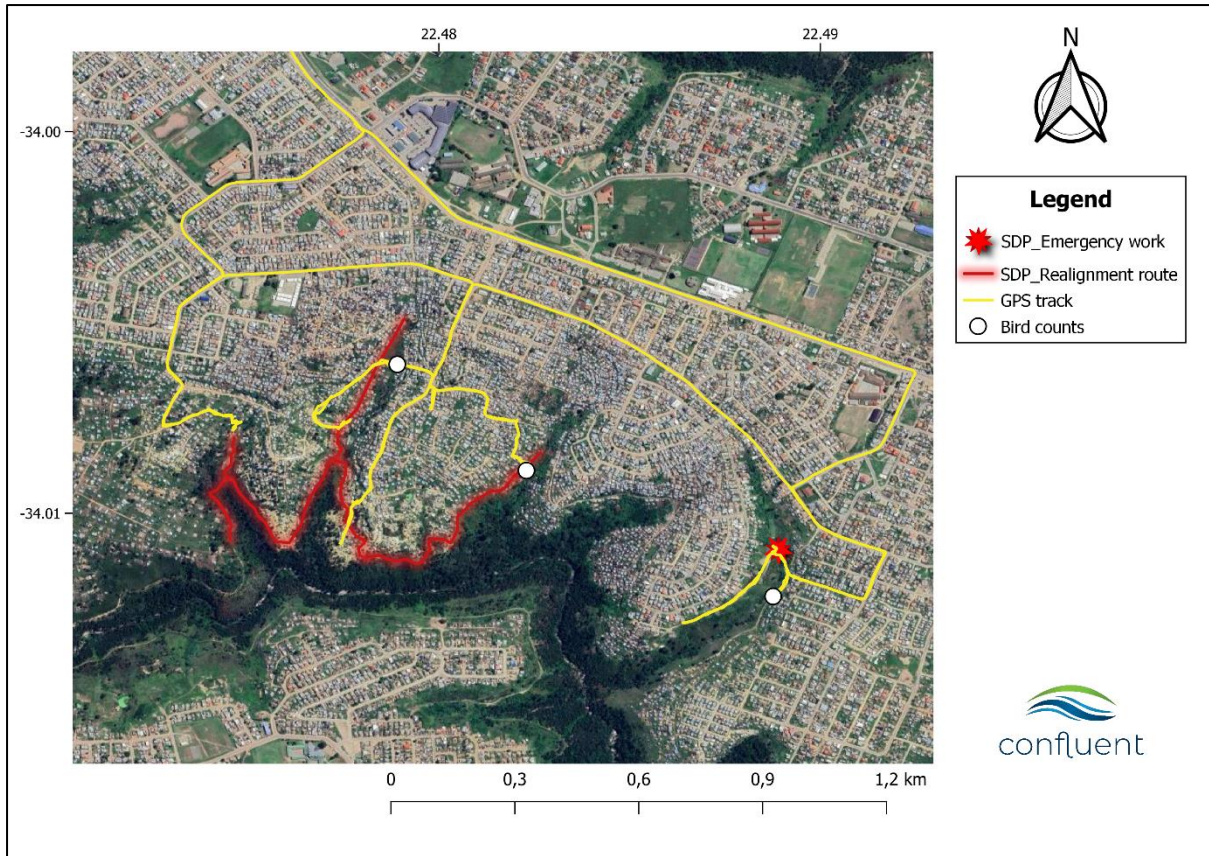 22.48
22.49
N
-34.00
Legend
SDP_Emergency work
SDP_Realignment route
GPS track
Bird counts
-34.01
confluent
0
0,3
0,6
0,9
1,2 km